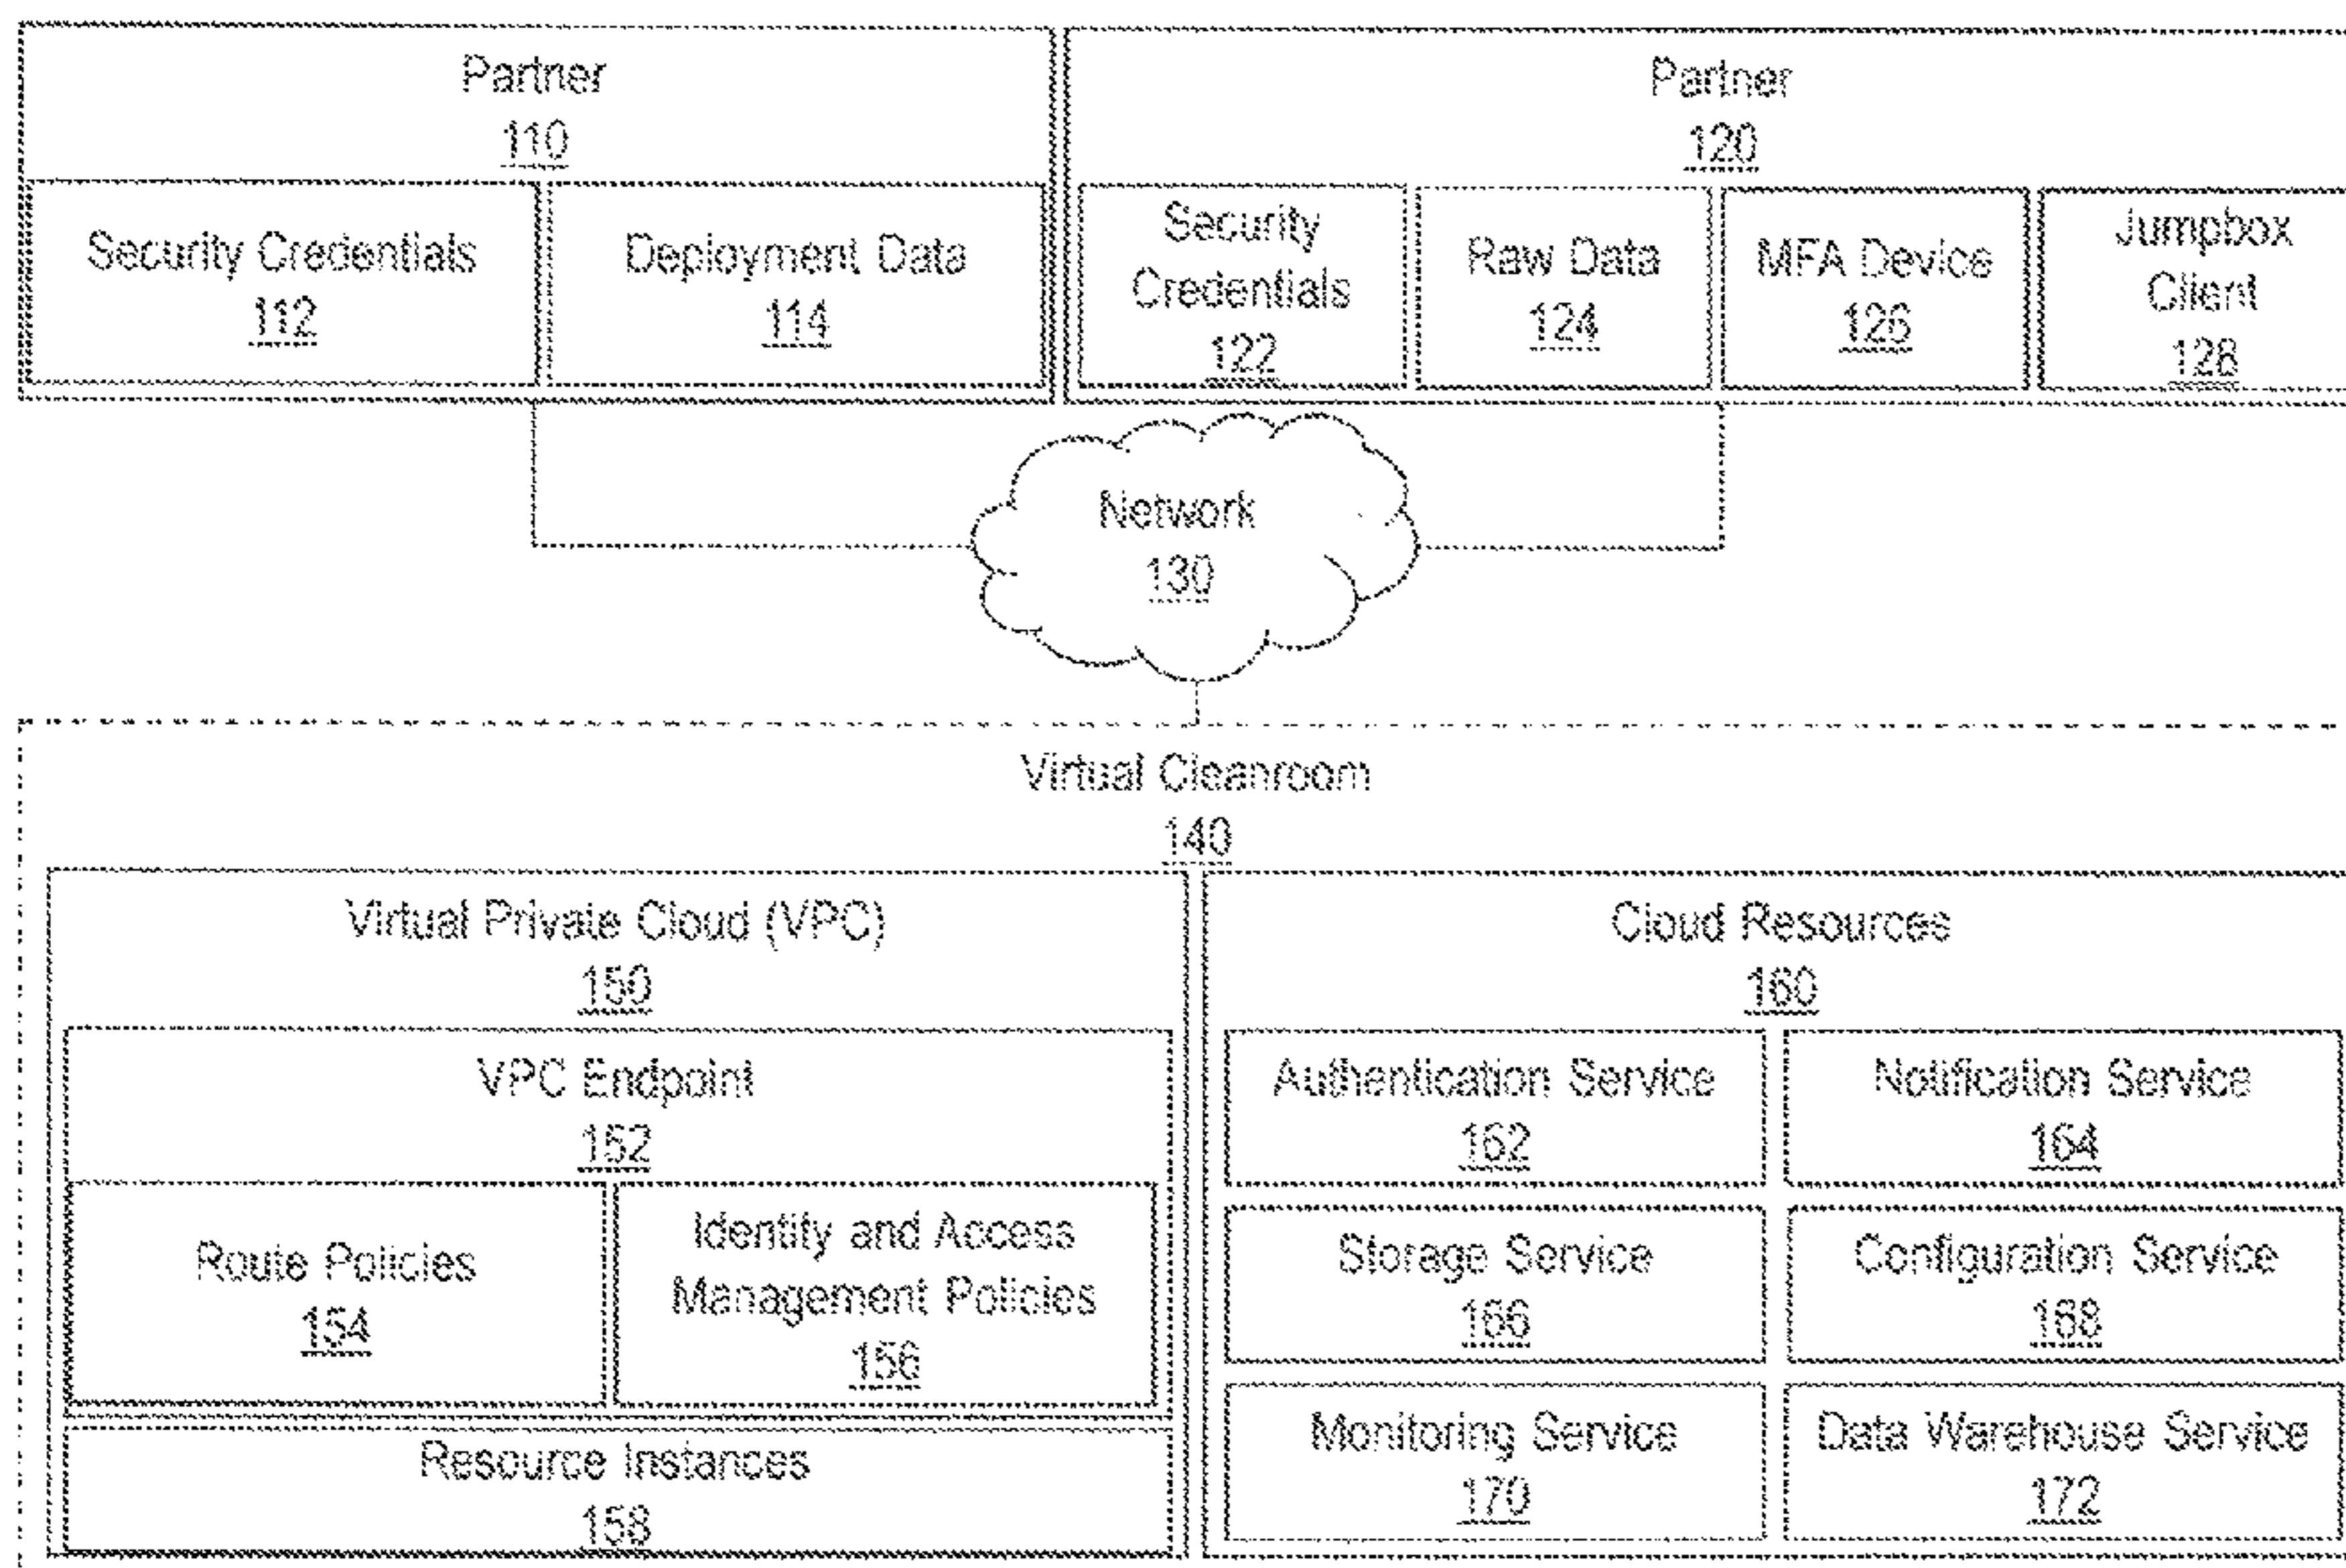 Partner
110
Security Credentials
112
Deployment Data
114
Partner
120
Security
Credentials
122
Raw Data
124
MFA Device
126
Jumpbox
Client
128
Network
130
Virtual Cleanroom
140
Virtual Private Cloud (VPC)
150
VPC Endpoint
152
Route Policies
154
Identity and Access
Management Policies
156
Resource Instances
158
Cloud Resources
160
Authentication Service
162
Notification Service
164
Storage Service
166
Configuration Service
168
Monitoring Service
170
Data Warehouse Service
172